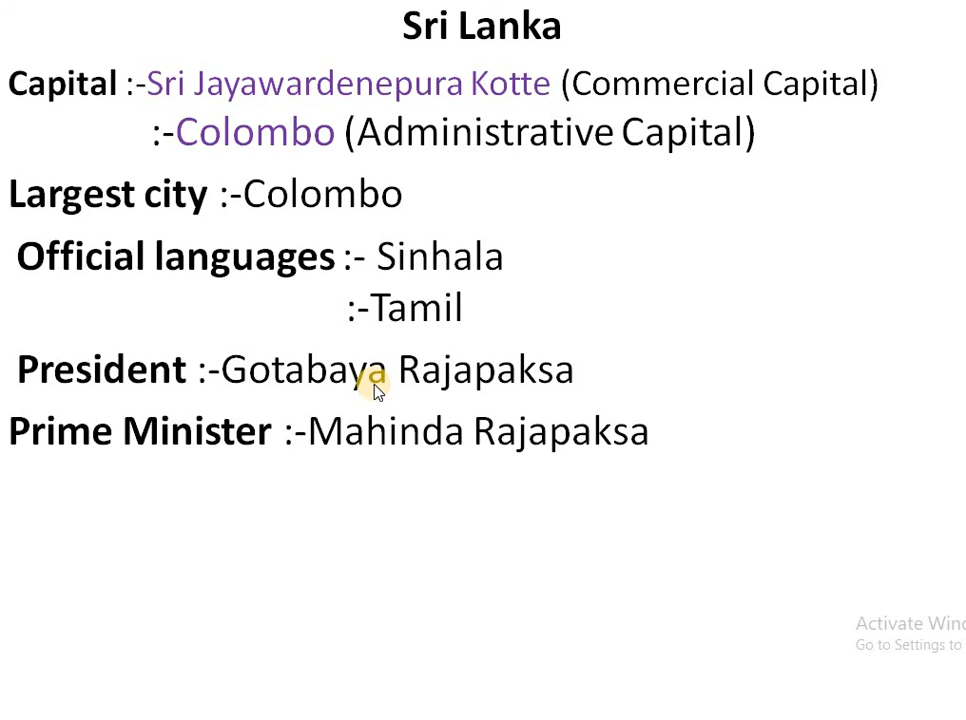 Sri Lanka
Capital :-Sri Jayawardenepura Kotte (Commercial Capital)
:-Colombo (Administrative Capital)
Largest city :-Colombo
Official languages :- Sinhala
:-Tamil
President :-Gotabaya Rajapaksa
Prime Minister :-Mahinda Rajapaksa
Activate
Go to Settings to